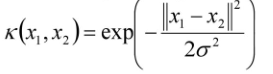 κ(x₁, x₂) = exp(−‖x₁ − x₂‖² / 2σ²)